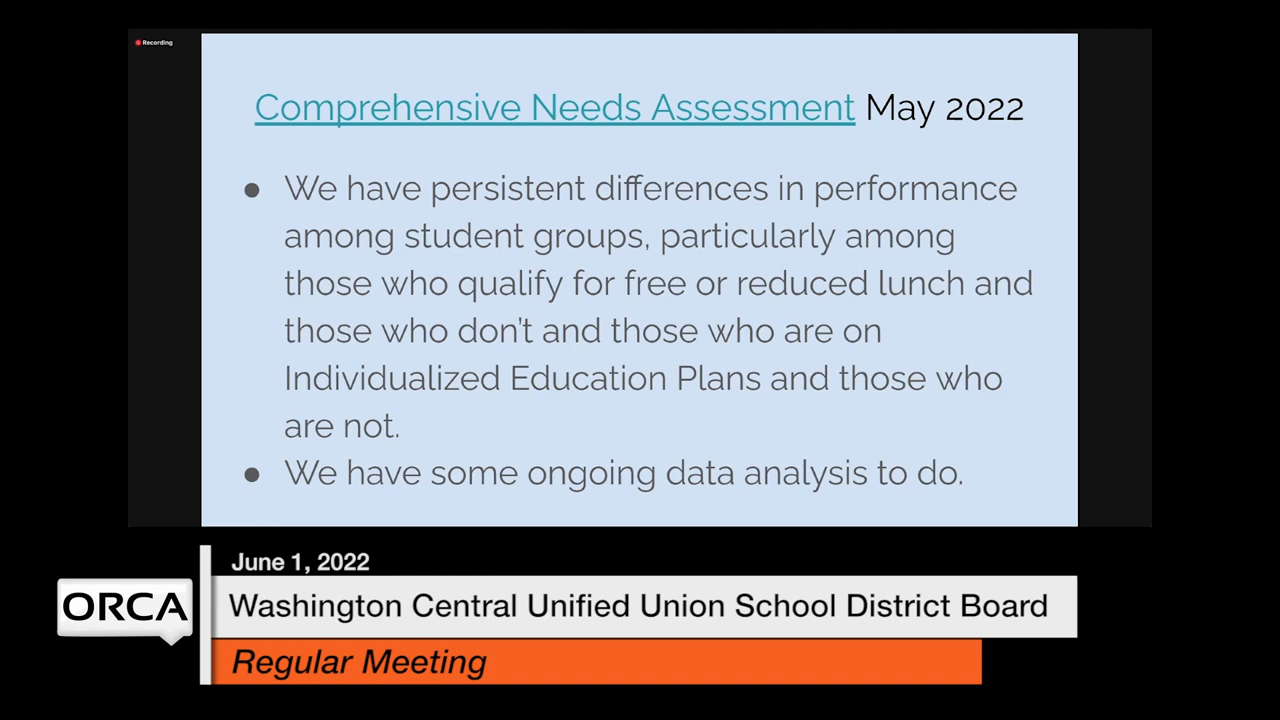 Recording
Comprehensive Needs Assessment May 2022
● We have persistent differences in performance
among student groups, particularly among
those who qualify for free or reduced lunch and
those who don't and those who are on
Individualized Education Plans and those who
are not.
● We have some ongoing data analysis to do.
June 1, 2022
ORCA
Washington Central Unified Union School District Board
Regular Meeting